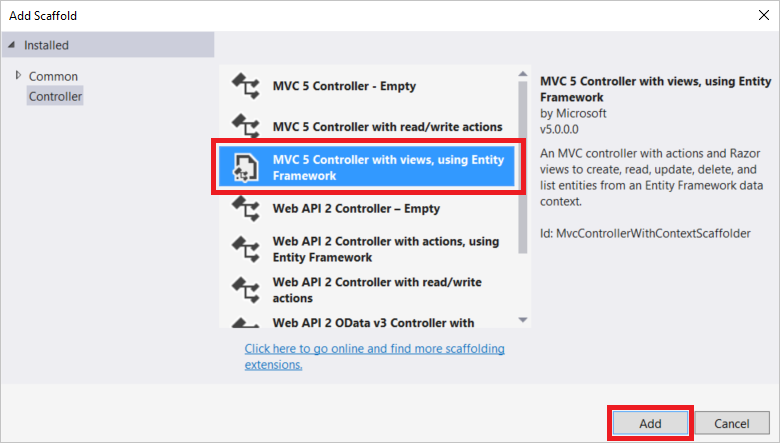 Add Scaffold
Installed
Common
Controller
MVC 5 Controller - Empty
MVC 5 Controller with read/write actions
MVC 5 Controller with views, using Entity
Framework
Web API 2 Controller – Empty
Web API 2 Controller with actions, using
Entity Framework
Web API 2 Controller with read/write
actions
Web API 2 OData v3 Controller with
Click here to go online and find more scaffolding
extensions.
MVC 5 Controller with views, using Entity
Framework
by Microsoft
v5.0.0.0
An MVC controller with actions and Razor
views to create, read, update, delete, and
list entities from an Entity Framework data
context.
Id: MvcControllerWithContextScaffolder
Add
Cancel